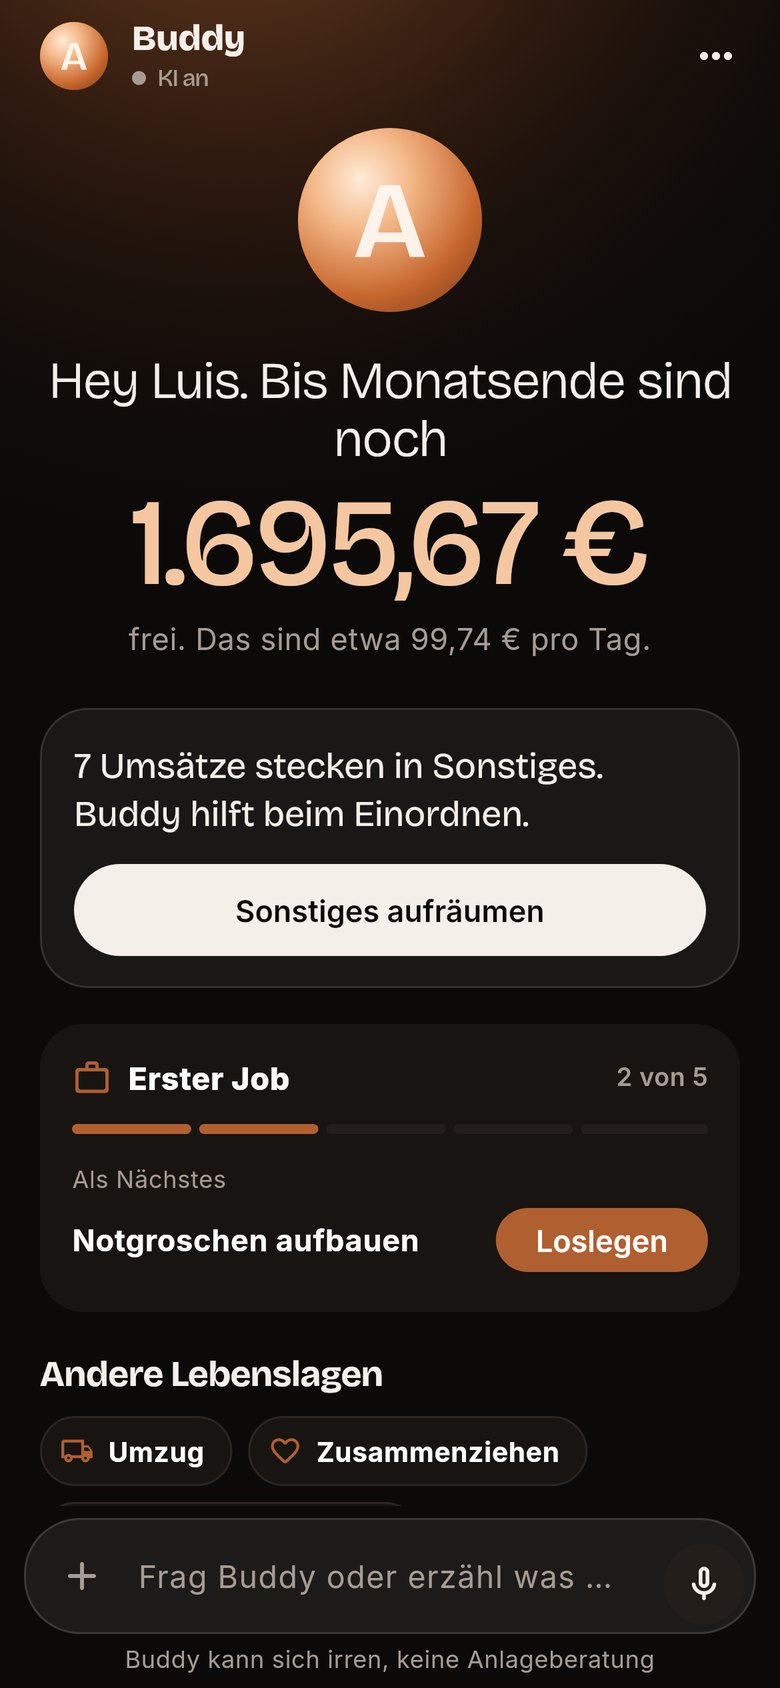 A
Buddy
KI an
A
Hey Luis. Bis Monatsende sind
noch
1.695,67 €
frei. Das sind etwa 99,74 € pro Tag.
7 Umsätze stecken in Sonstiges.
Buddy hilft beim Einordnen.
Sonstiges aufräumen
Erster Job
2 von 5
Als Nächstes
Notgroschen aufbauen
Loslegen
Andere Lebenslagen
Umzug
Zusammenziehen
Frag Buddy oder erzähl was ...
Buddy kann sich irren, keine Anlageberatung